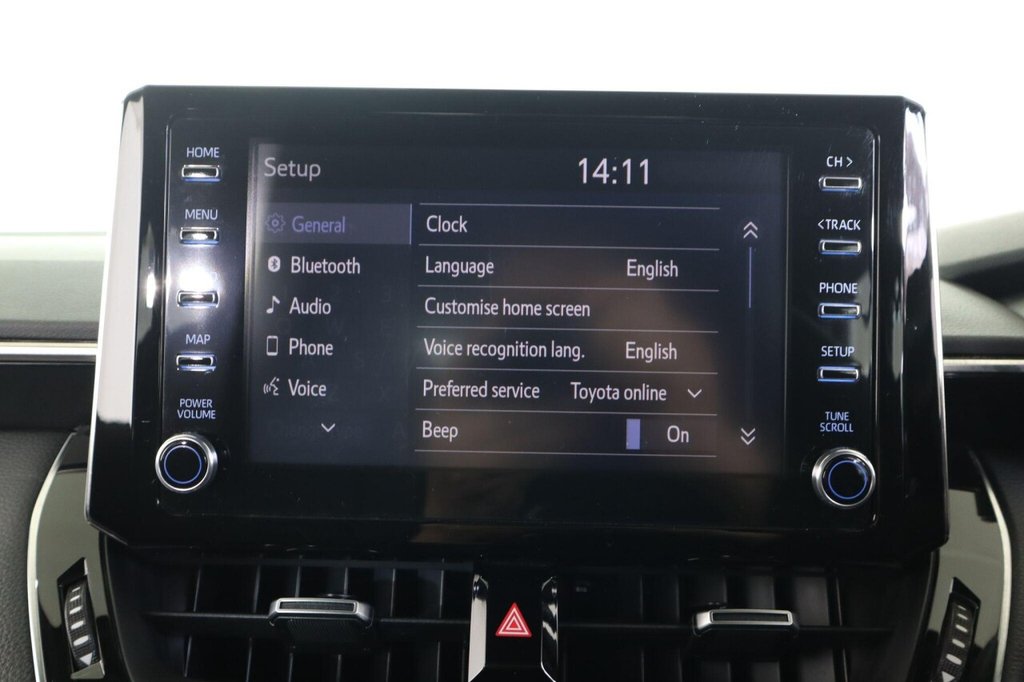 HOME
MENU
MAP
POWER
VOLUME
Setup 14:11
General
Bluetooth
Audio
Phone
Voice
Clock
Language English
Customise home screen
Voice recognition lang. English
Preferred service Toyota online
Beep On
CH >
<TRACK
PHONE
SETUP
TUNE
SCROLL